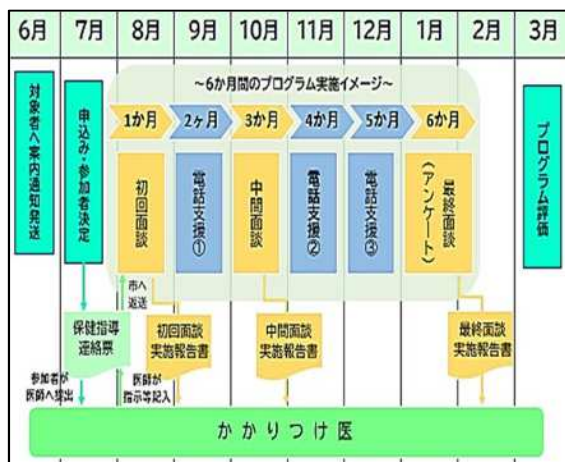 6月 7月 8月 9月 10月 11月 12月 1月 2月 3月
～6か月間のプログラム実施イメージ～
1か月 2ヶ月 3か月 4か月 5か月 6か月
対象者へ案内通知発送
申込み・参加者決定
初回面談
電話支援①
中間面談
電話支援②
電話支援③
最終面談
(アンケート)
プログラム評価
市へ
返送
保健指導
連絡票
初回面談
実施報告書
中間面談
実施報告書
最終面談
実施報告書
参加者が
医師へ提出
医師が
指示等記入
かかりつけ医